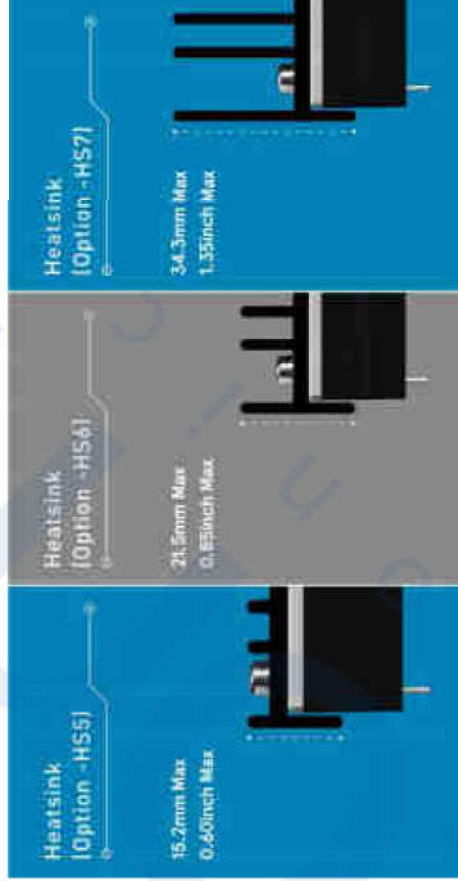 Heatsink
(Option -HS5)
15.2mm Max
0.60inch Max
Heatsink
(Option -HS6)
21.5mm Max
0.85inch Max
Heatsink
(Option -HS7)
34.3mm Max
1.35inch Max